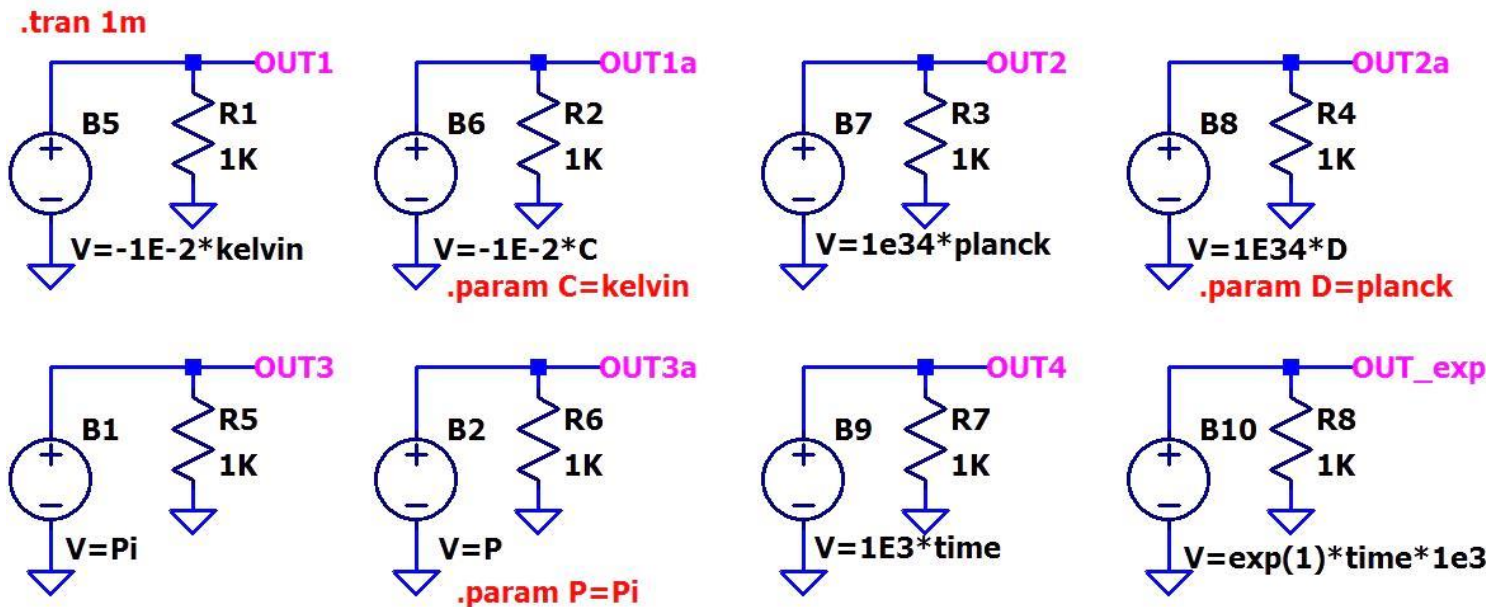 .tran 1m
OUT1
B5
R1
1K
V=-1E-2*kelvin
OUT1a
B6
R2
1K
V=-1E-2*C
.param C=kelvin
OUT2
B7
R3
1K
V=1e34*planck
OUT2a
B8
R4
1K
V=1E34*D
.param D=planck
OUT3
B1
R5
1K
V=Pi
OUT3a
B2
R6
1K
V=P
.param P=Pi
OUT4
B9
R7
1K
V=1E3*time
OUT_exp
B10
R8
1K
V=exp(1)*time*1e3